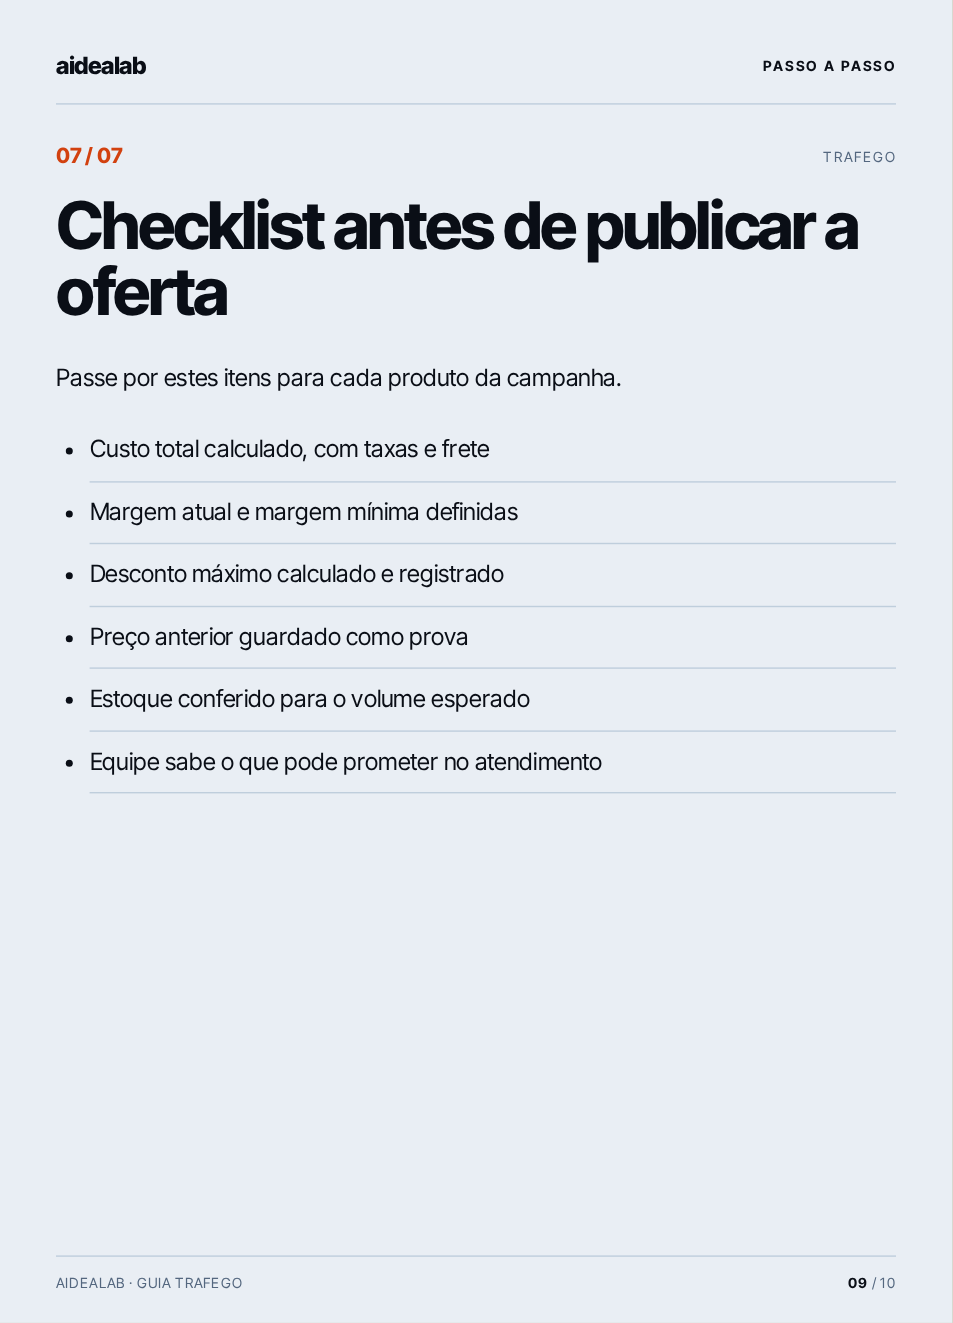 aidealab
PASSO A PASSO
07 / 07
TRAFEGO
Checklist antes de publicar a
oferta
Passe por estes itens para cada produto da campanha.
• Custo total calculado, com taxas e frete
• Margem atual e margem mínima definidas
• Desconto máximo calculado e registrado
• Preço anterior guardado como prova
• Estoque conferido para o volume esperado
• Equipe sabe o que pode prometer no atendimento
AIDEALAB · GUIA TRAFEGO
09 / 10